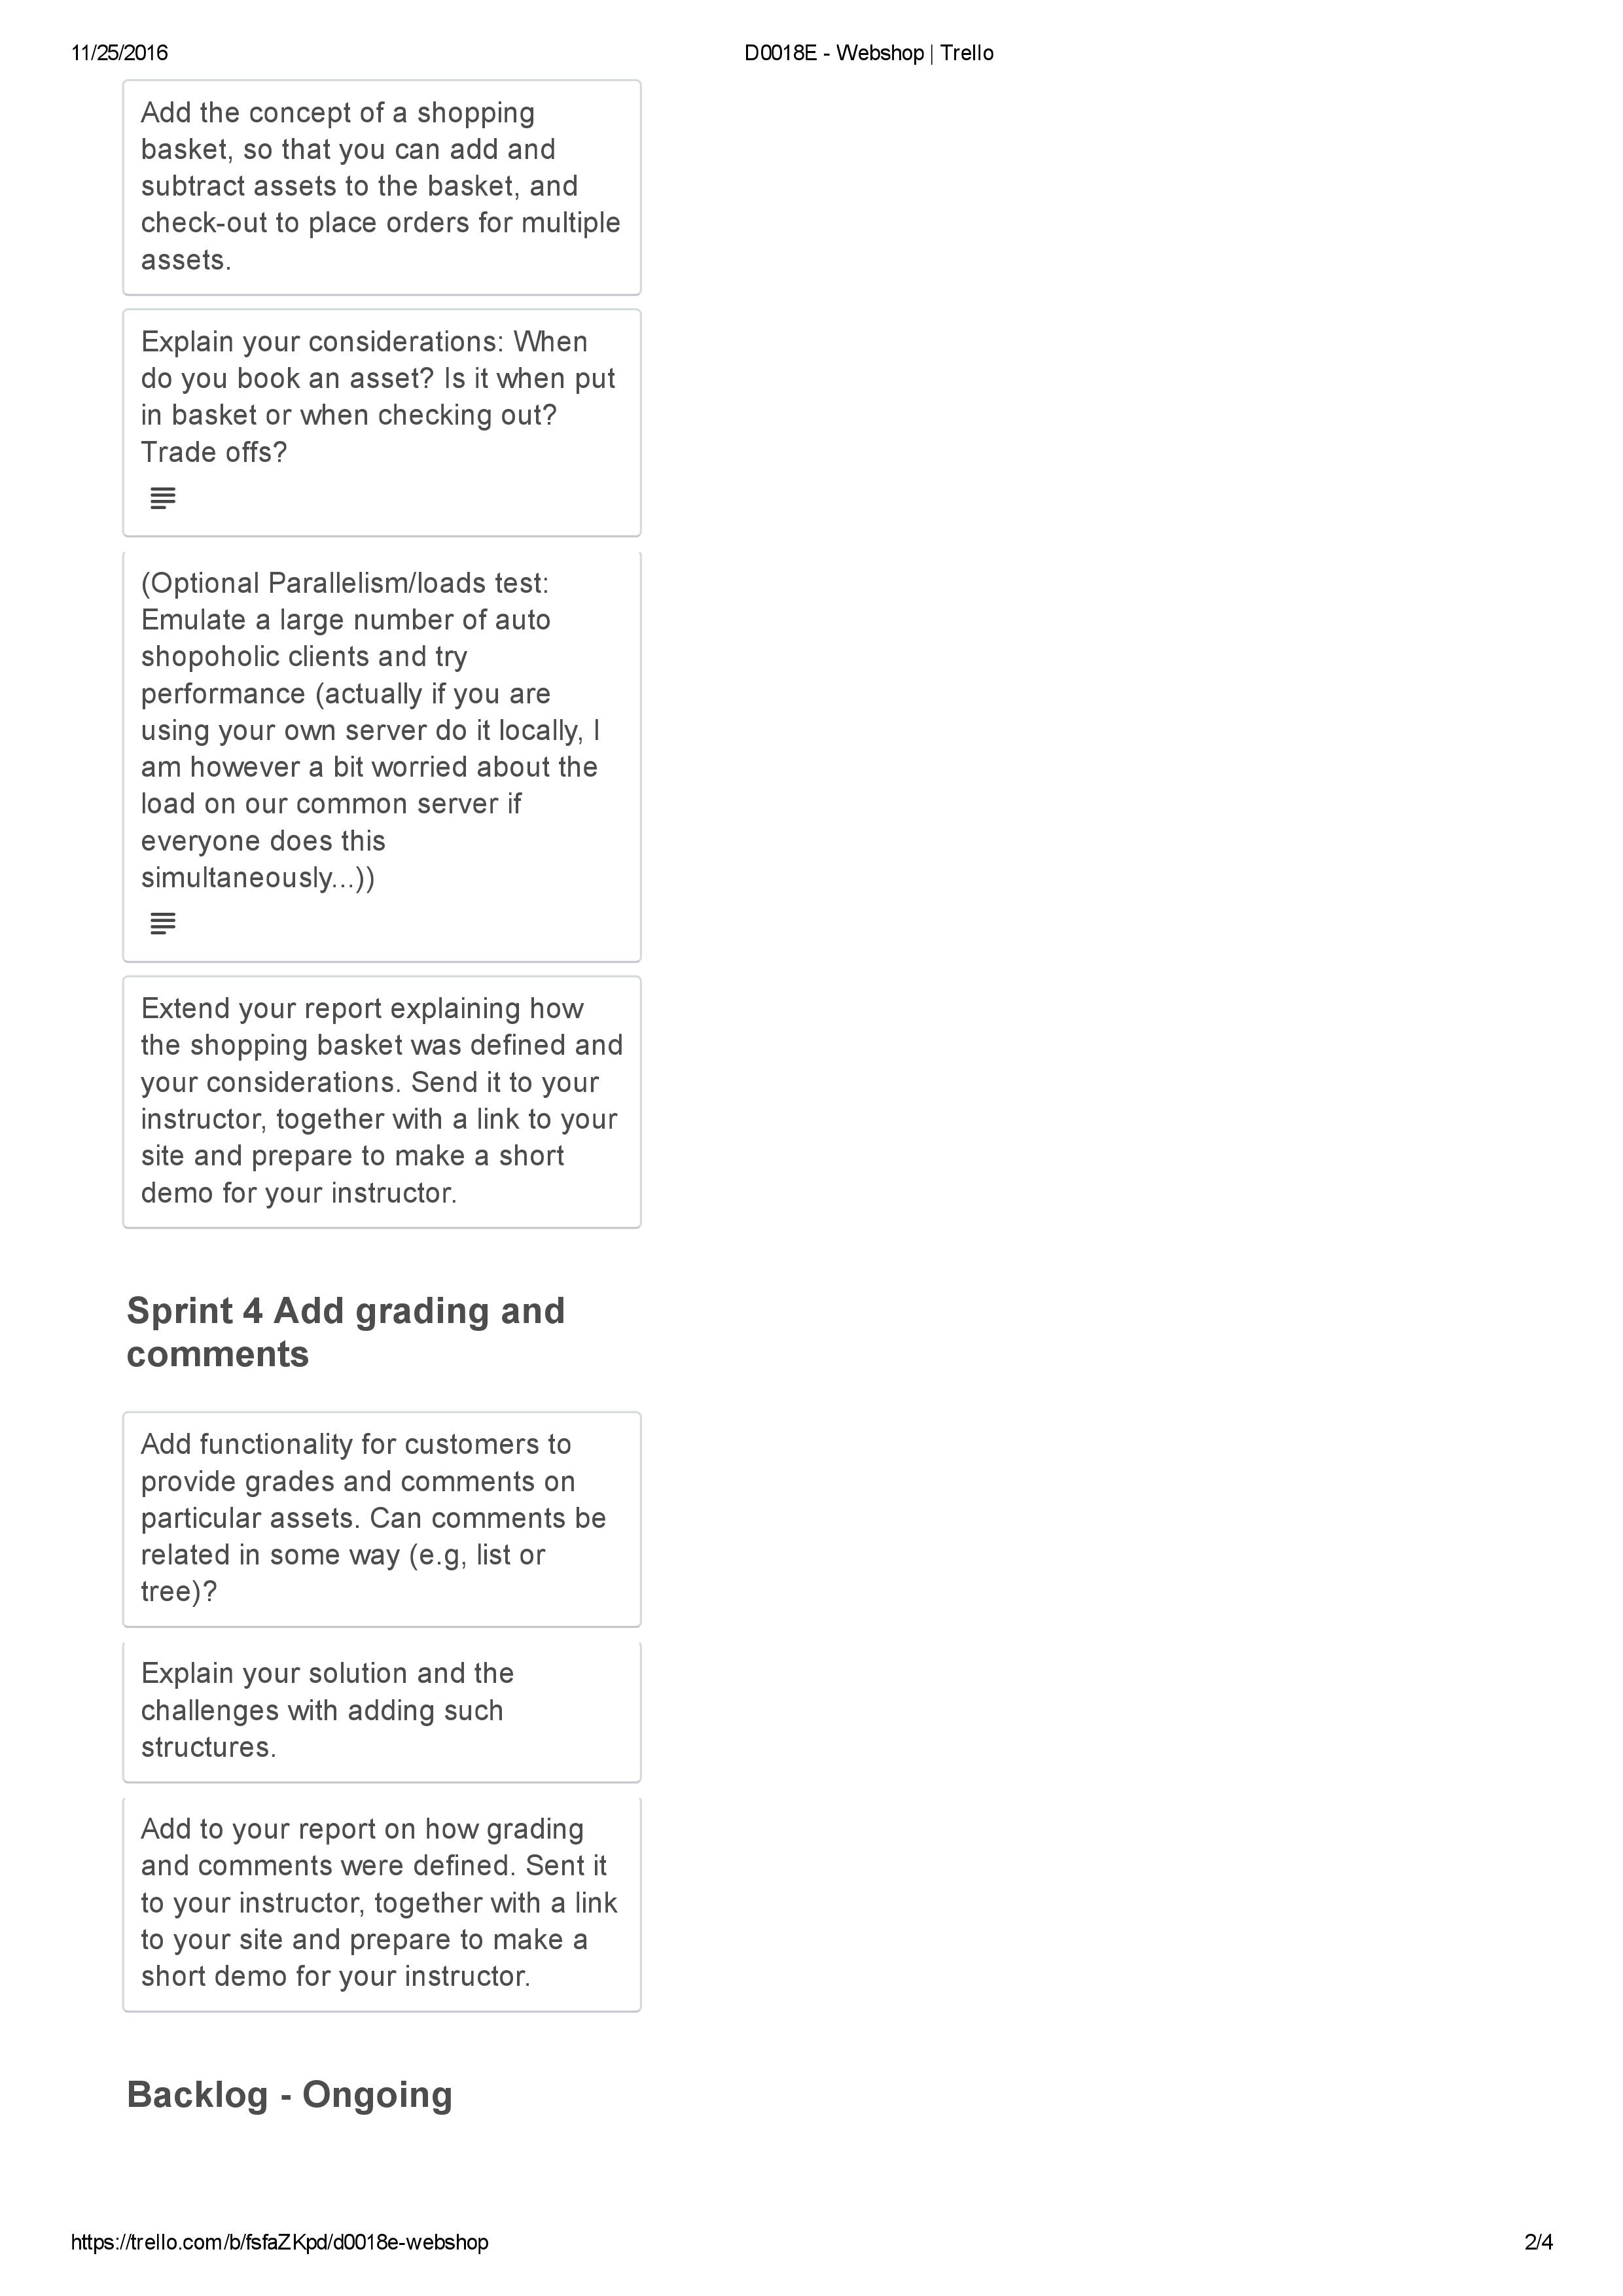 11/25/2016
D0018E - Webshop | Trello
Add the concept of a shopping
basket, so that you can add and
subtract assets to the basket, and
check-out to place orders for multiple
assets.
Explain your considerations: When
do you book an asset? Is it when put
in basket or when checking out?
Trade offs?
(Optional Parallelism/loads test:
Emulate a large number of auto
shopoholic clients and try
performance (actually if you are
using your own server do it locally, I
am however a bit worried about the
load on our common server if
everyone does this
simultaneously...))
Extend your report explaining how
the shopping basket was defined and
your considerations. Send it to your
instructor, together with a link to your
site and prepare to make a short
demo for your instructor.
Sprint 4 Add grading and
comments
Add functionality for customers to
provide grades and comments on
particular assets. Can comments be
related in some way (e.g, list or
tree)?
Explain your solution and the
challenges with adding such
structures.
Add to your report on how grading
and comments were defined. Sent it
to your instructor, together with a link
to your site and prepare to make a
short demo for your instructor.
Backlog - Ongoing
https://trello.com/b/fsfaZKpd/d0018e-webshop
2/4